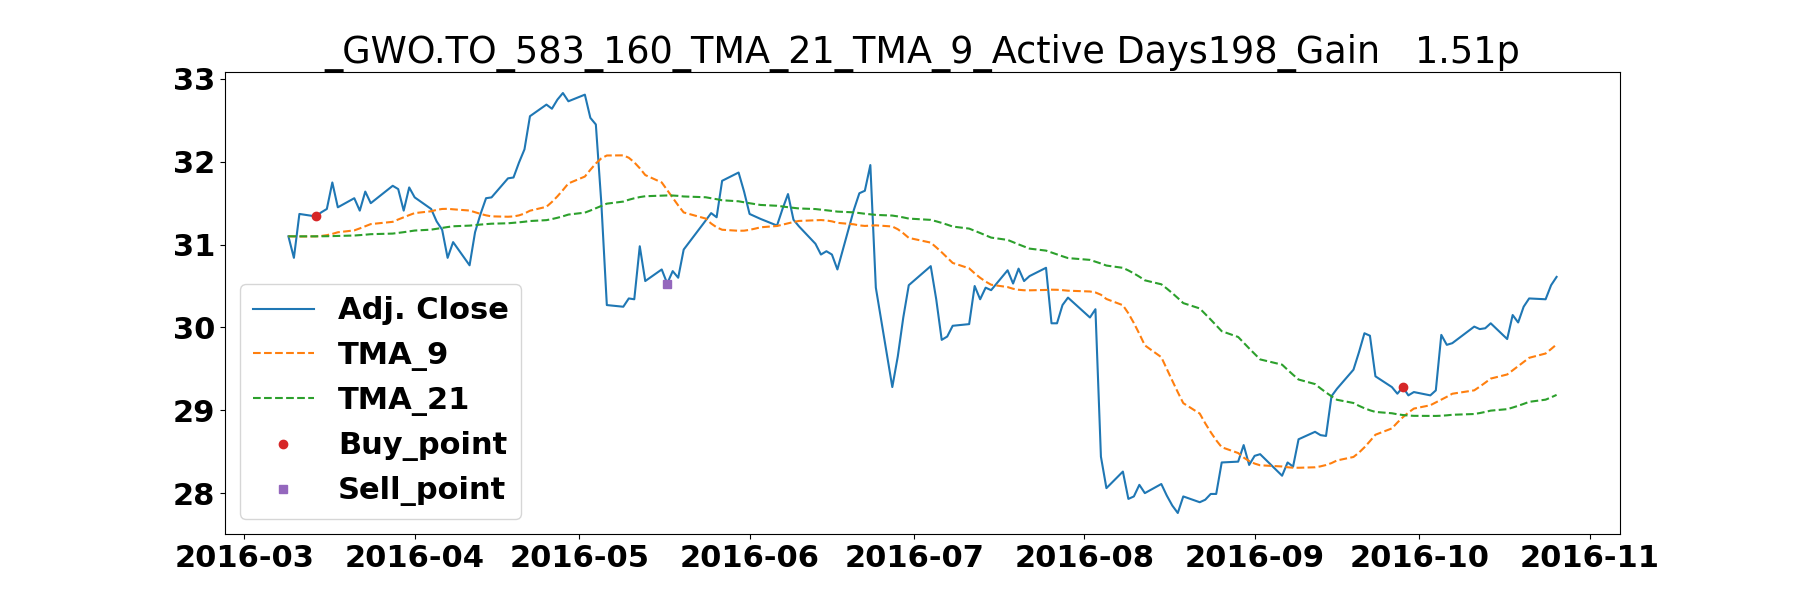 _GWO.TO_583_160_TMA_21_TMA_9_Active Days198_Gain   1.51p
33
32
31
30
29
28
Adj. Close
TMA_9
TMA_21
Buy_point
Sell_point
2016-03 2016-04 2016-05 2016-06 2016-07 2016-08 2016-09 2016-10 2016-11